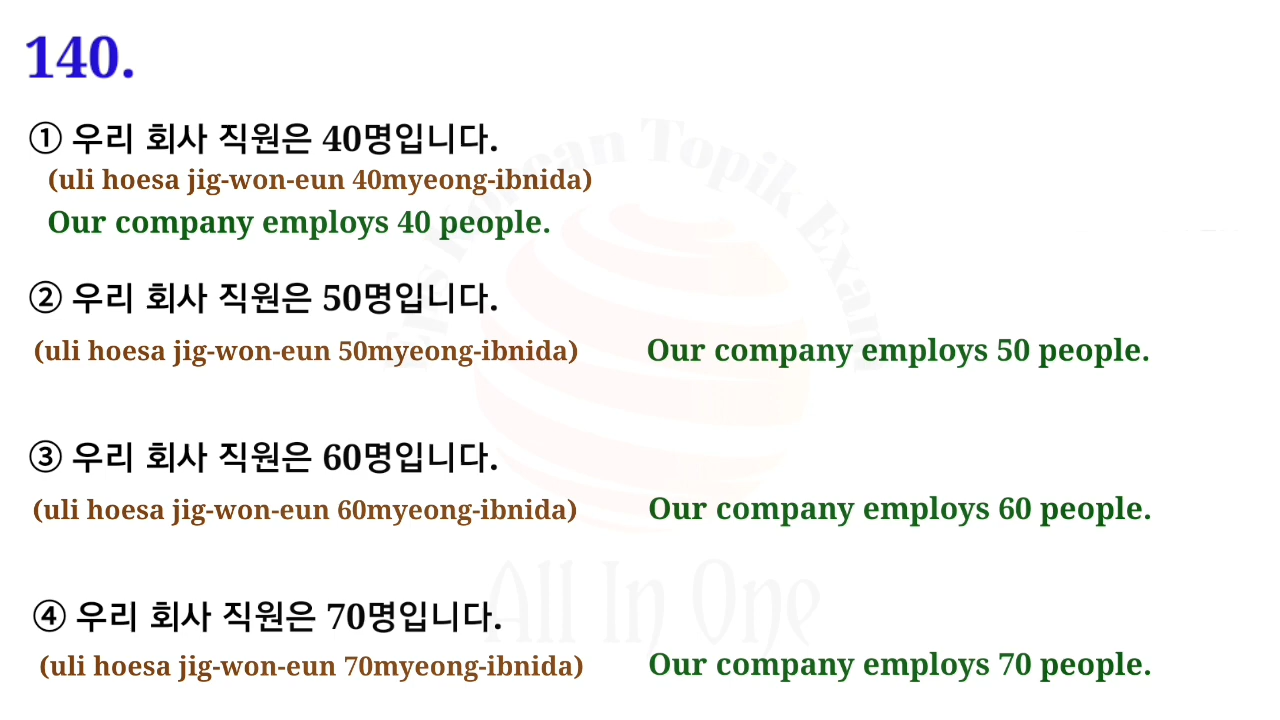 140.
① 우리 회사 직원은 40명입니다.
(uli hoesa jig-won-eun 40myeong-ibnida)
Our company employs 40 people.
② 우리 회사 직원은 50명입니다.
(uli hoesa jig-won-eun 50myeong-ibnida) Our company employs 50 people.
③ 우리 회사 직원은 60명입니다.
(uli hoesa jig-won-eun 60myeong-ibnida) Our company employs 60 people.
④ 우리 회사 직원은 70명입니다.
(uli hoesa jig-won-eun 70myeong-ibnida) Our company employs 70 people.
Topik Exam
All In One